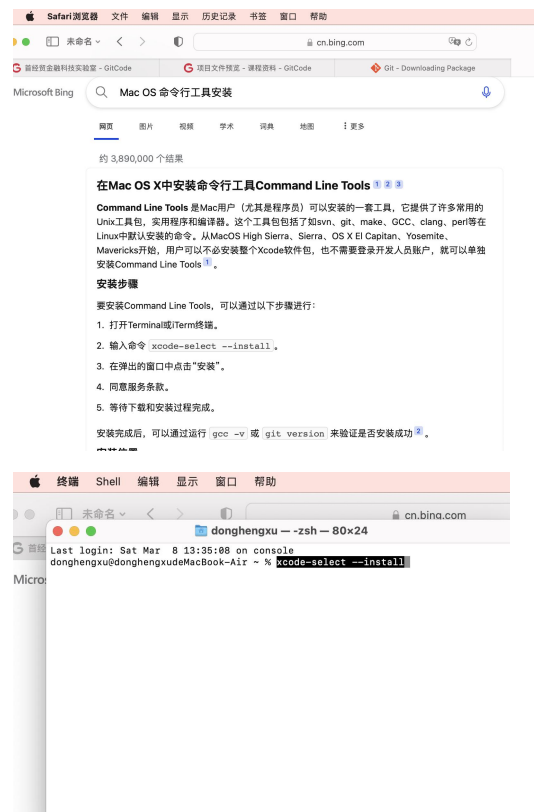 Safari浏览器 文件 编辑 显示 历史记录 书签 窗口 帮助
未命名
cn.bing.com
首经贸金融科技实验室 - GitCode
项目文件预览 - 课程资料 - GitCode
Git - Downloading Package
Microsoft Bing
Mac OS 命令行工具安装
网页 图片 视频 学术 词典 地图 更多
约 3,890,000 个结果
在Mac OS X中安装命令行工具Command Line Tools 1 2 3
Command Line Tools 是Mac用户（尤其是程序员）可以安装的一套工具，它提供了许多常用的
Unix工具包，实用程序和编译器。这个工具包包括了如svn、git、make、GCC、clang、perl等在
Linux中默认安装的命令。从MacOS High Sierra、Sierra、OS X El Capitan、Yosemite、
Mavericks开始，用户可以不必安装整个Xcode软件包，也不需要登录开发人员账户，就可以单独
安装Command Line Tools 1 。
安装步骤
要安装Command Line Tools，可以通过以下步骤进行：
1. 打开Terminal或iTerm终端。
2. 输入命令 xcode-select --install 。
3. 在弹出的窗口中点击“安装”。
4. 同意服务条款。
5. 等待下载和安装过程完成。
安装完成后，可以通过运行 gcc -v 或 git version 来验证是否安装成功 2 。
终端 Shell 编辑 显示 窗口 帮助
未命名
cn.bing.com
donghengxu — -zsh — 80×24
首经
Last login: Sat Mar  8 13:35:08 on console
donghengxu@donghengxudeMacBook-Air ~ % xcode-select --install
Micros